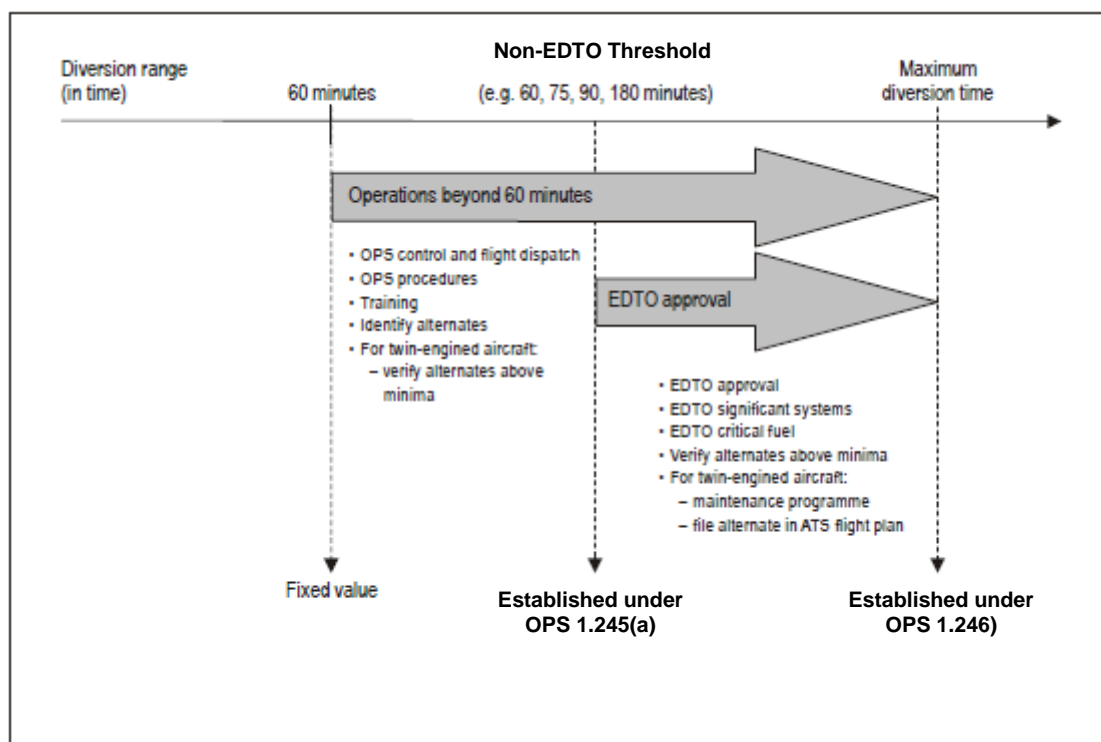 Non-EDTO Threshold
Diversion range
(in time)
60 minutes
(e.g. 60, 75, 90, 180 minutes)
Maximum
diversion time
Operations beyond 60 minutes
• OPS control and flight dispatch
• OPS procedures
• Training
• Identify alternates
• For twin-engined aircraft:
– verify alternates above
minima
EDTO approval
• EDTO approval
• EDTO significant systems
• EDTO critical fuel
• Verify alternates above minima
• For twin-engined aircraft:
– maintenance programme
– file alternate in ATS flight plan
Fixed value
Established under
OPS 1.245(a)
Established under
OPS 1.246)